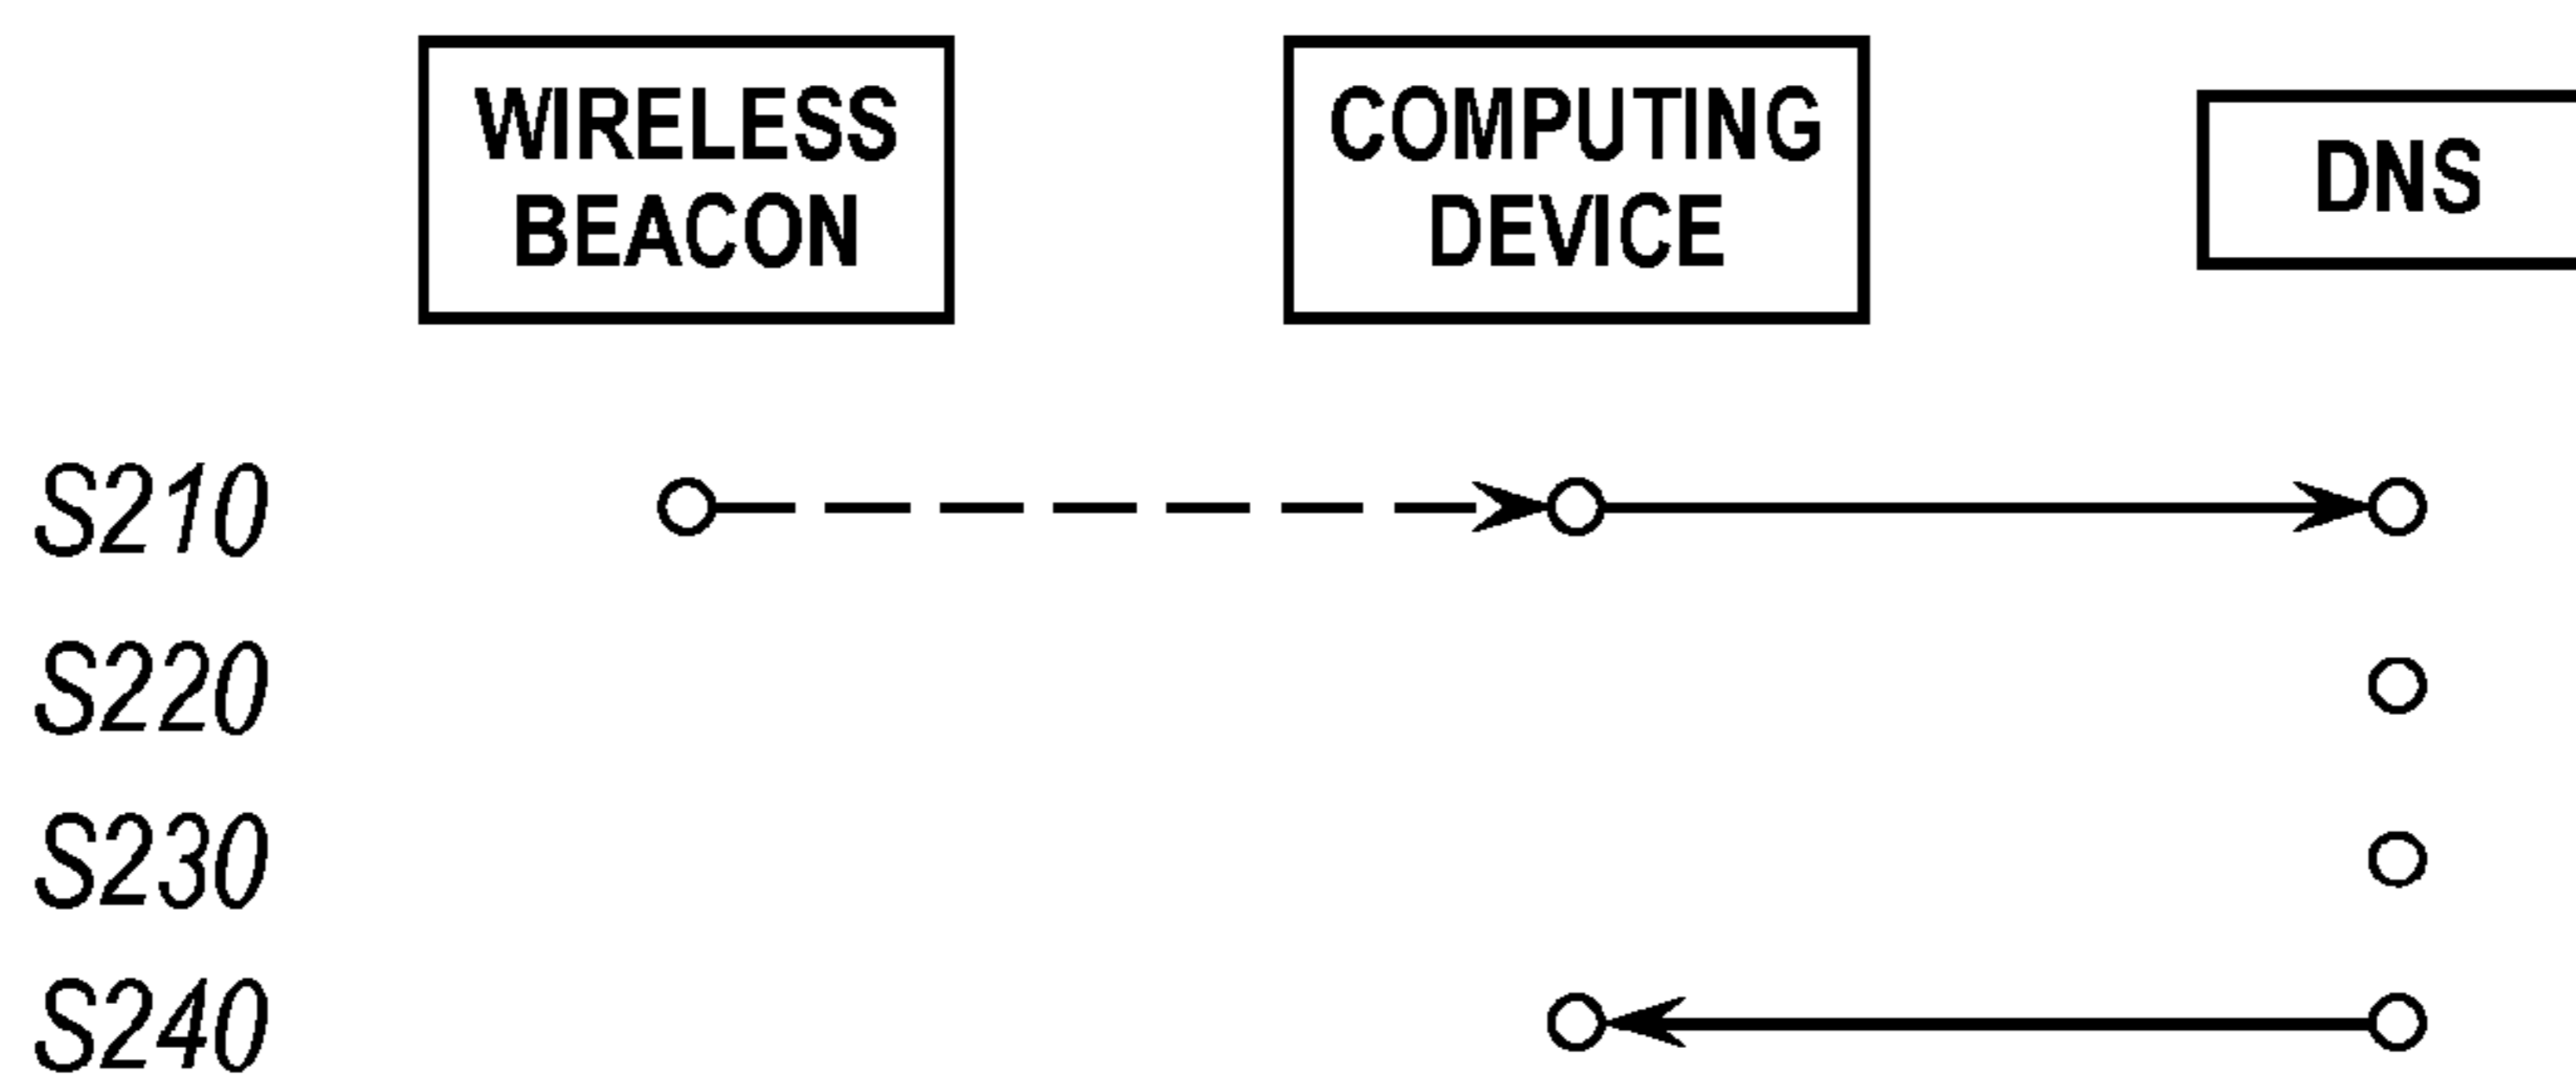 WIRELESS
BEACON
COMPUTING
DEVICE
DNS
S210
S220
S230
S240